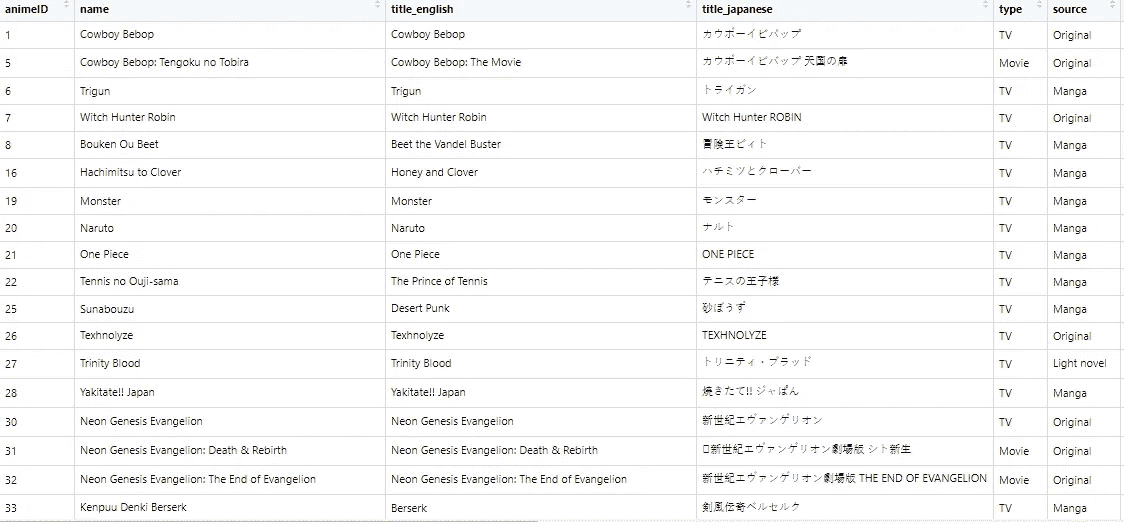 animeID name title_english title_japanese type source
1 Cowboy Bebop Cowboy Bebop カウボーイビバップ TV Original
5 Cowboy Bebop: Tengoku no Tobira Cowboy Bebop: The Movie カウボーイビバップ 天国の扉 Movie Original
6 Trigun Trigun トライガン TV Manga
7 Witch Hunter Robin Witch Hunter Robin Witch Hunter ROBIN TV Original
8 Bouken Ou Beet Beet the Vandel Buster 冒険王ビィト TV Manga
16 Hachimitsu to Clover Honey and Clover ハチミツとクローバー TV Manga
19 Monster Monster モンスター TV Manga
20 Naruto Naruto ナルト TV Manga
21 One Piece One Piece ONE PIECE TV Manga
22 Tennis no Ouji-sama The Prince of Tennis テニスの王子様 TV Manga
25 Sunabouzu Desert Punk 砂ぼうず TV Manga
26 Texhnolyze Texhnolyze TEXHNOLYZE TV Original
27 Trinity Blood Trinity Blood トリニティ・ブラッド TV Light novel
28 Yakitate!! Japan Yakitate!! Japan 焼きたて!! ジャぱん TV Manga
30 Neon Genesis Evangelion Neon Genesis Evangelion 新世紀エヴァンゲリオン TV Original
31 Neon Genesis Evangelion: Death & Rebirth Neon Genesis Evangelion: Death & Rebirth 新世紀エヴァンゲリオン劇場版 シト新生 Movie Original
32 Neon Genesis Evangelion: The End of Evangelion Neon Genesis Evangelion: The End of Evangelion 新世紀エヴァンゲリオン劇場版 THE END OF EVANGELION Movie Original
33 Kenpuu Denki Berserk Berserk 剣風伝奇ベルセルク TV Manga